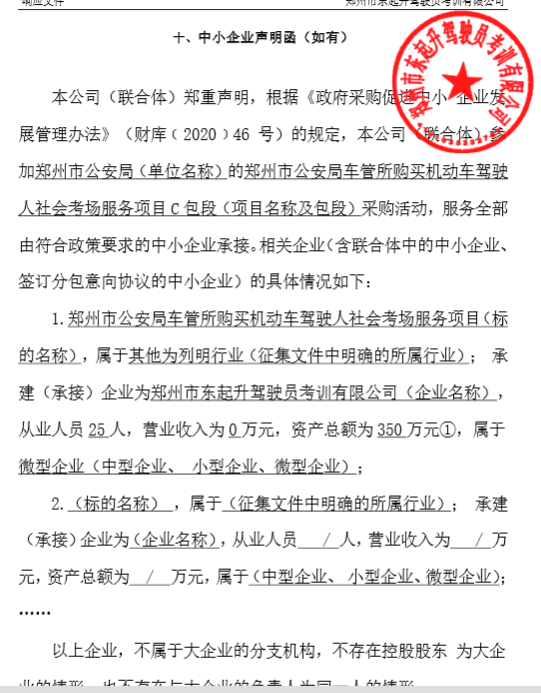 响应文件 郑州市东起升驾驶员考训有限公司
十、中小企业声明函（如有）
本公司（联合体）郑重声明，根据《政府采购促进中小 企业发
展管理办法》（财库﹝2020﹞46 号）的规定，本公司（联合体）参
加郑州市公安局（单位名称）的郑州市公安局车管所购买机动车驾驶
人社会考场服务项目 C 包段（项目名称及包段）采购活动，服务全部
由符合政策要求的中小企业承接。相关企业（含联合体中的中小企业、
签订分包意向协议的中小企业）的具体情况如下：
1.郑州市公安局车管所购买机动车驾驶人社会考场服务项目（标
的名称），属于其他为列明行业（征集文件中明确的所属行业）； 承
建（承接）企业为郑州市东起升驾驶员考训有限公司（企业名称），
从业人员 25 人，营业收入为 0 万元，资产总额为 350 万元①，属于
微型企业（中型企业、 小型企业、微型企业）；
2.（标的名称） ，属于（征集文件中明确的所属行业）； 承建
（承接）企业为（企业名称），从业人员 / 人，营业收入为 / 万
元，资产总额为 / 万元，属于（中型企业、 小型企业、微型企业）；
……
以上企业，不属于大企业的分支机构，不存在控股股东 为大企
业的情形，也不存在与大企业的负责人为同一人的情形。
郑州市东起升驾驶员考训有限公司